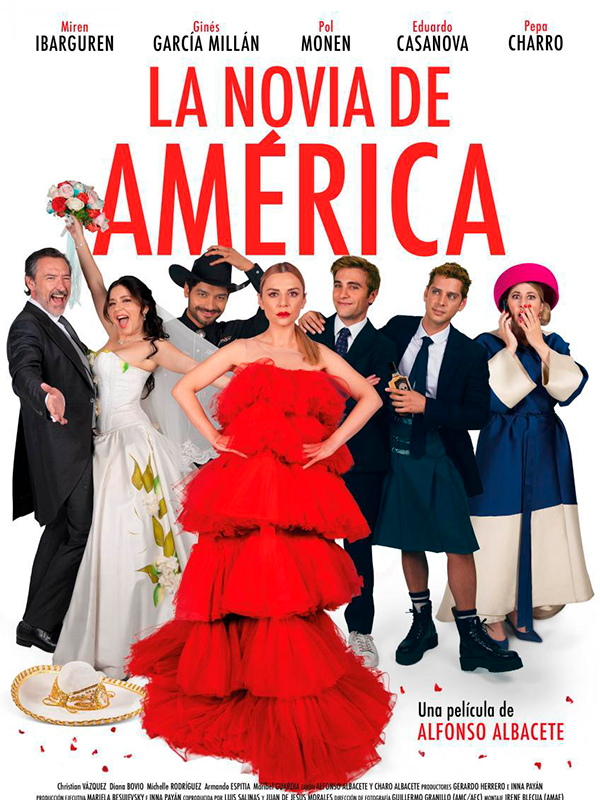 Miren Ginés Pol Eduardo Pepa
IBARGUREN GARCÍA MILLÁN MONEN CASANOVA CHARRO
LA NOVIA DE
AMÉRICA
Una película de
ALFONSO ALBACETE
Christian VÁZQUEZ Diana BOVIO Michelle RODRÍGUEZ Armando ESPITIA Maribel GUARDIA GUION ALFONSO ALBACETE Y CHARO ALBACETE PRODUCTORES GERARDO HERRERO E INNA PAYÁN
PRODUCCIÓN EJECUTIVA MARIELA BESUIEVSKY E INNA PAYÁN COPRODUCIDA POR LUIS SALINAS Y JUAN DE JESÚS MORALES DIRECCIÓN DE FOTOGRAFÍA GUILLERMO GRANILLO (AMC/AEC) MONTAJE IRENE BLECUA (AMAE)